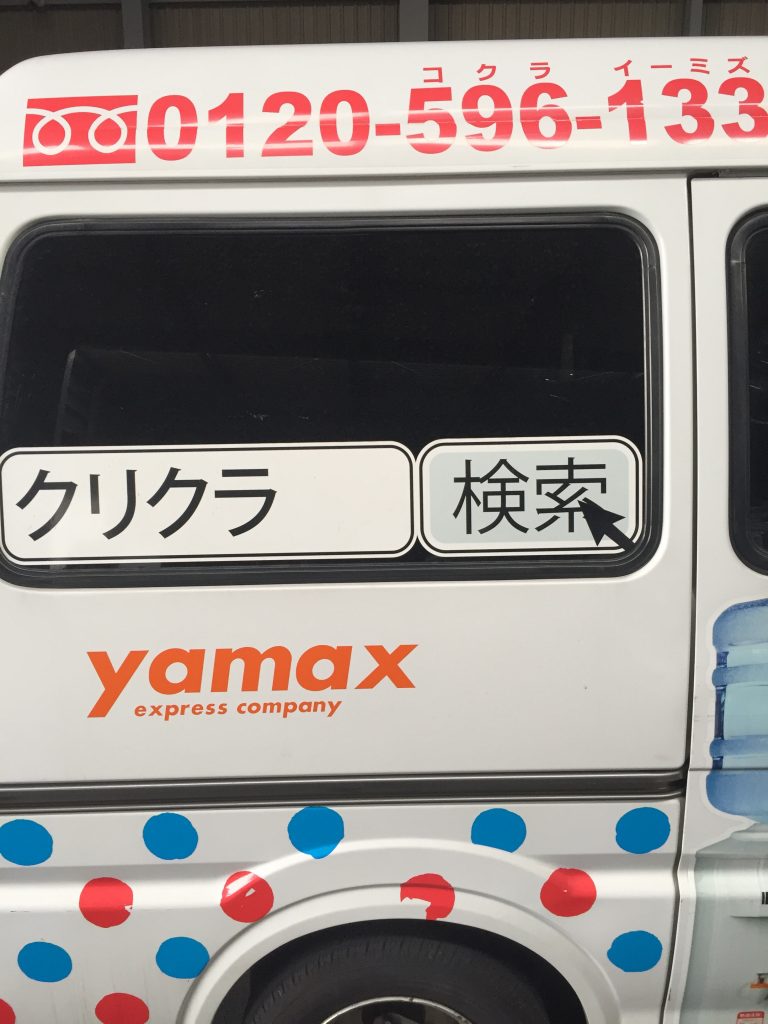 コクラ イーミズ
0120-596-133
クリクラ 検索
yamax
express company